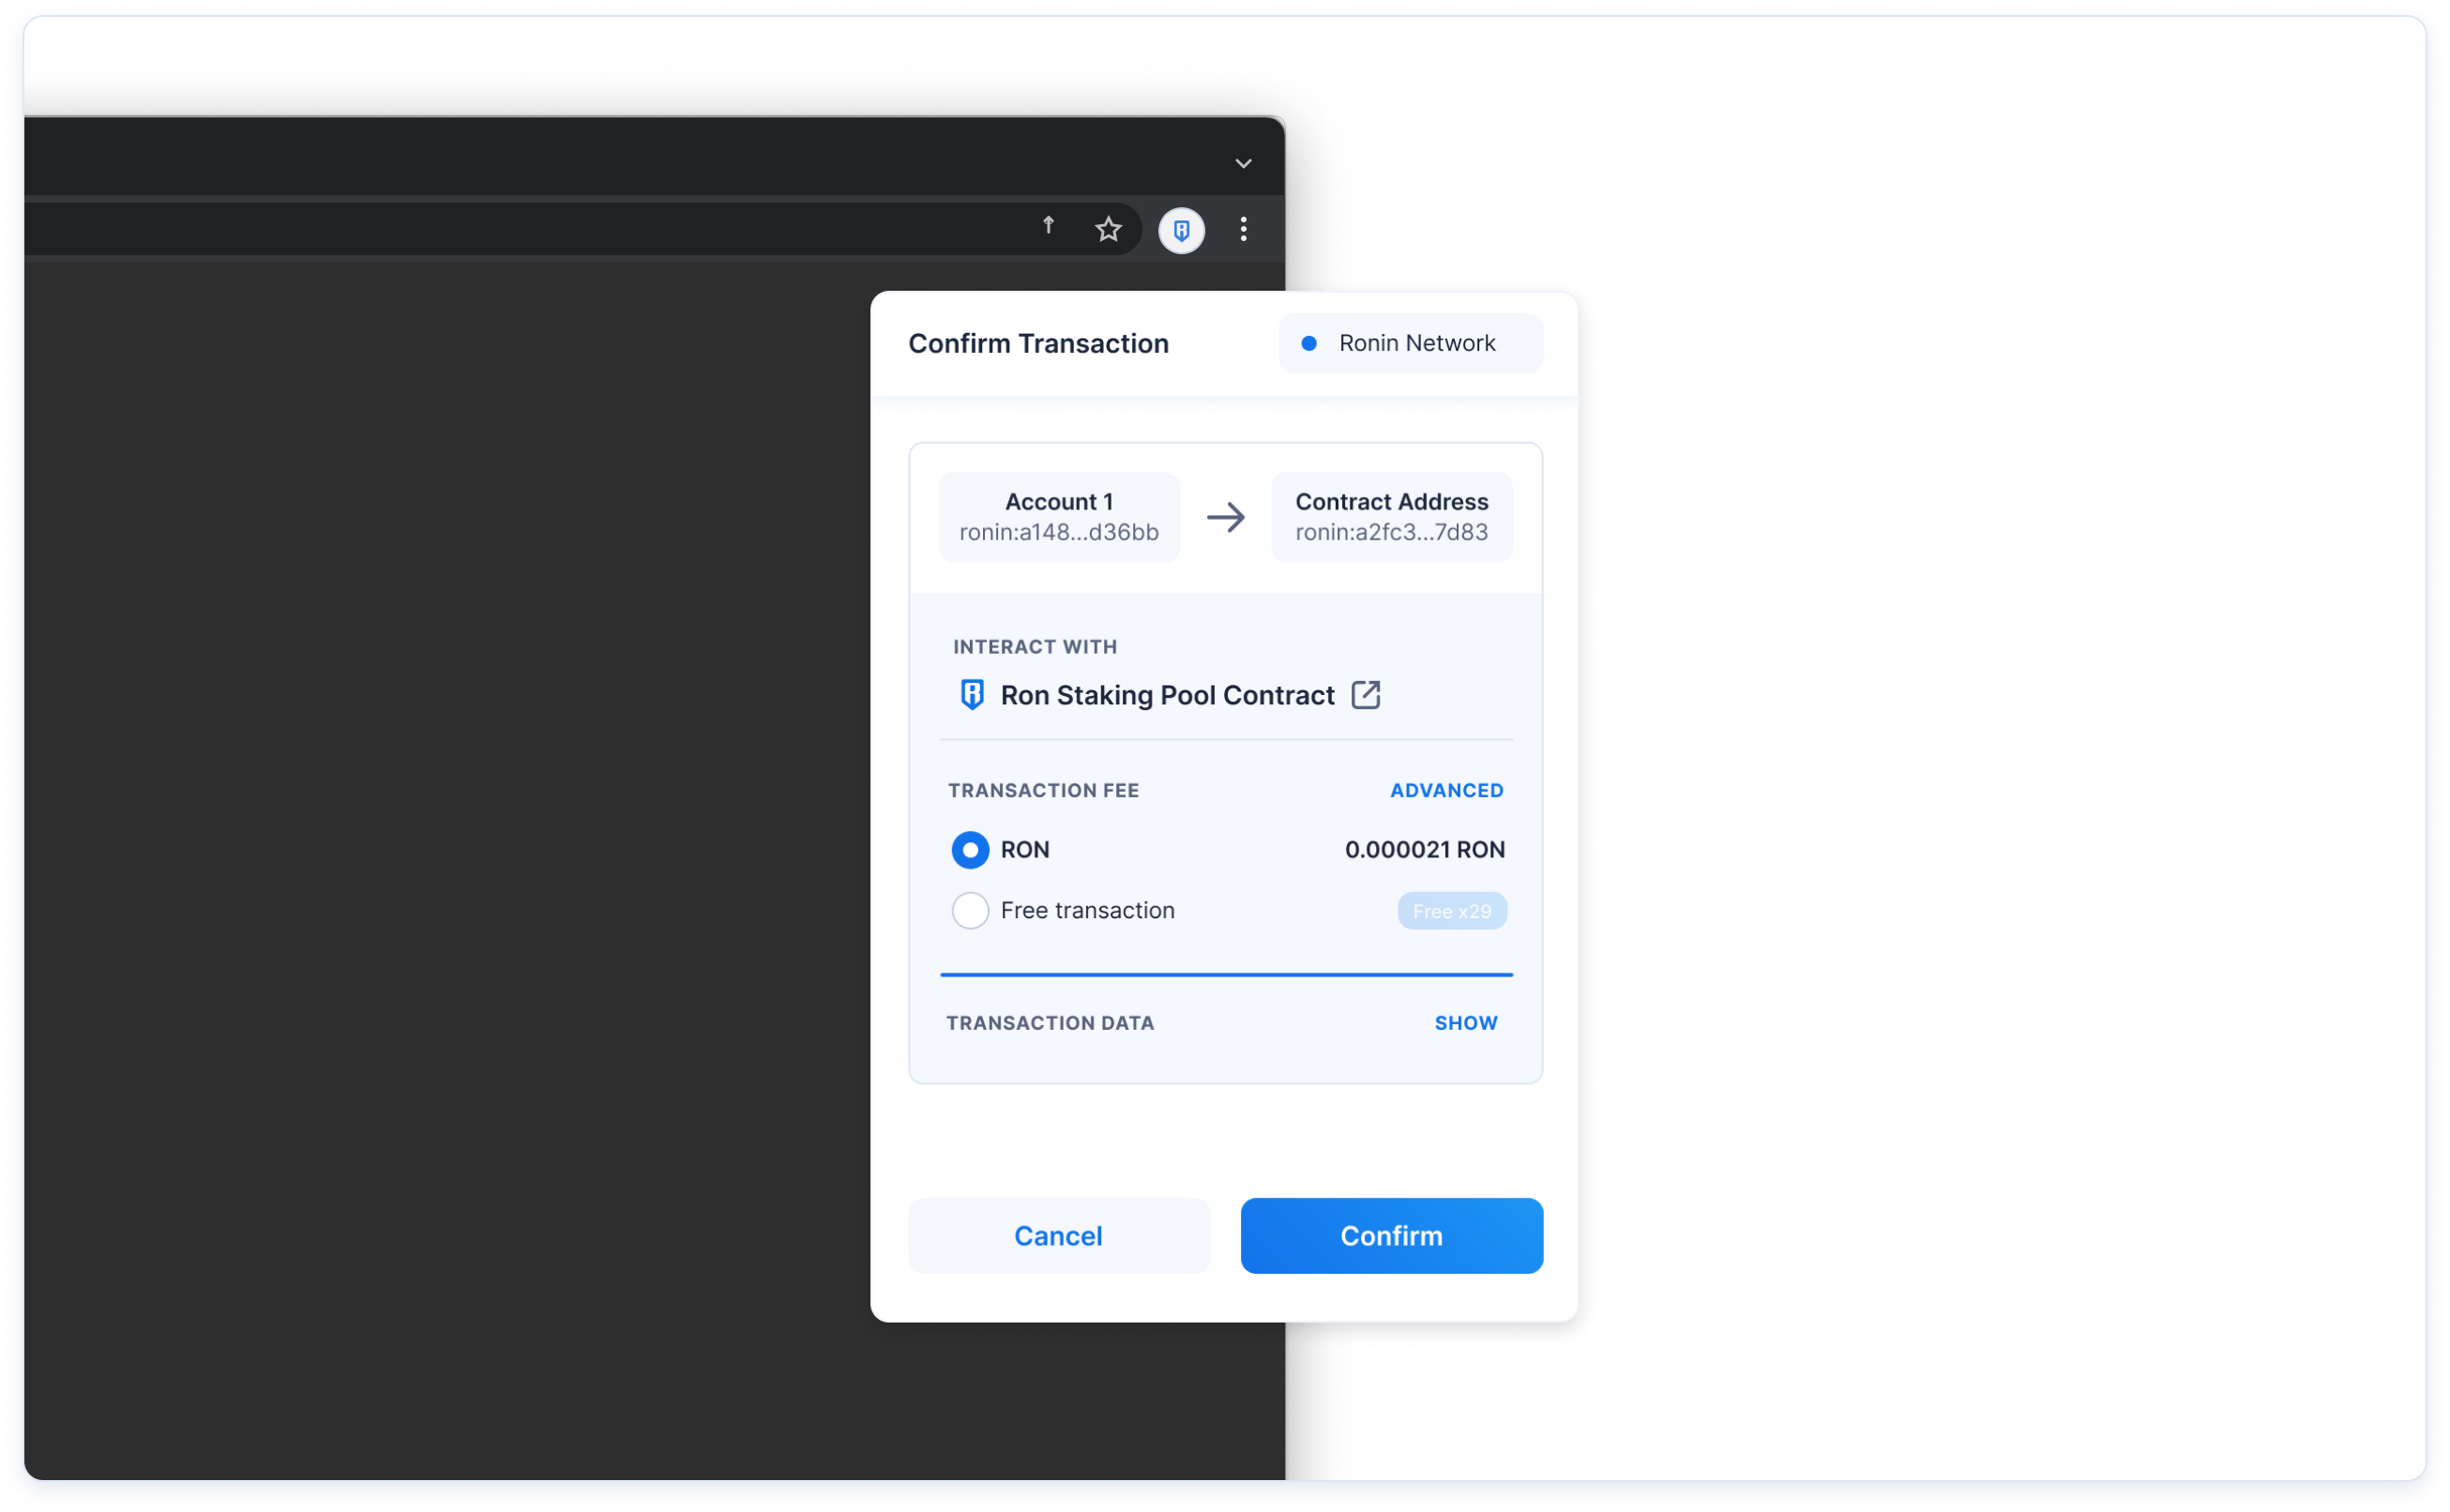 Confirm Transaction
Ronin Network
Account 1
ronin:a148...d36bb
Contract Address
ronin:a2fc3...7d83
INTERACT WITH
Ron Staking Pool Contract
TRANSACTION FEE
ADVANCED
RON
0.000021 RON
Free transaction
Free x29
TRANSACTION DATA
SHOW
Cancel
Confirm